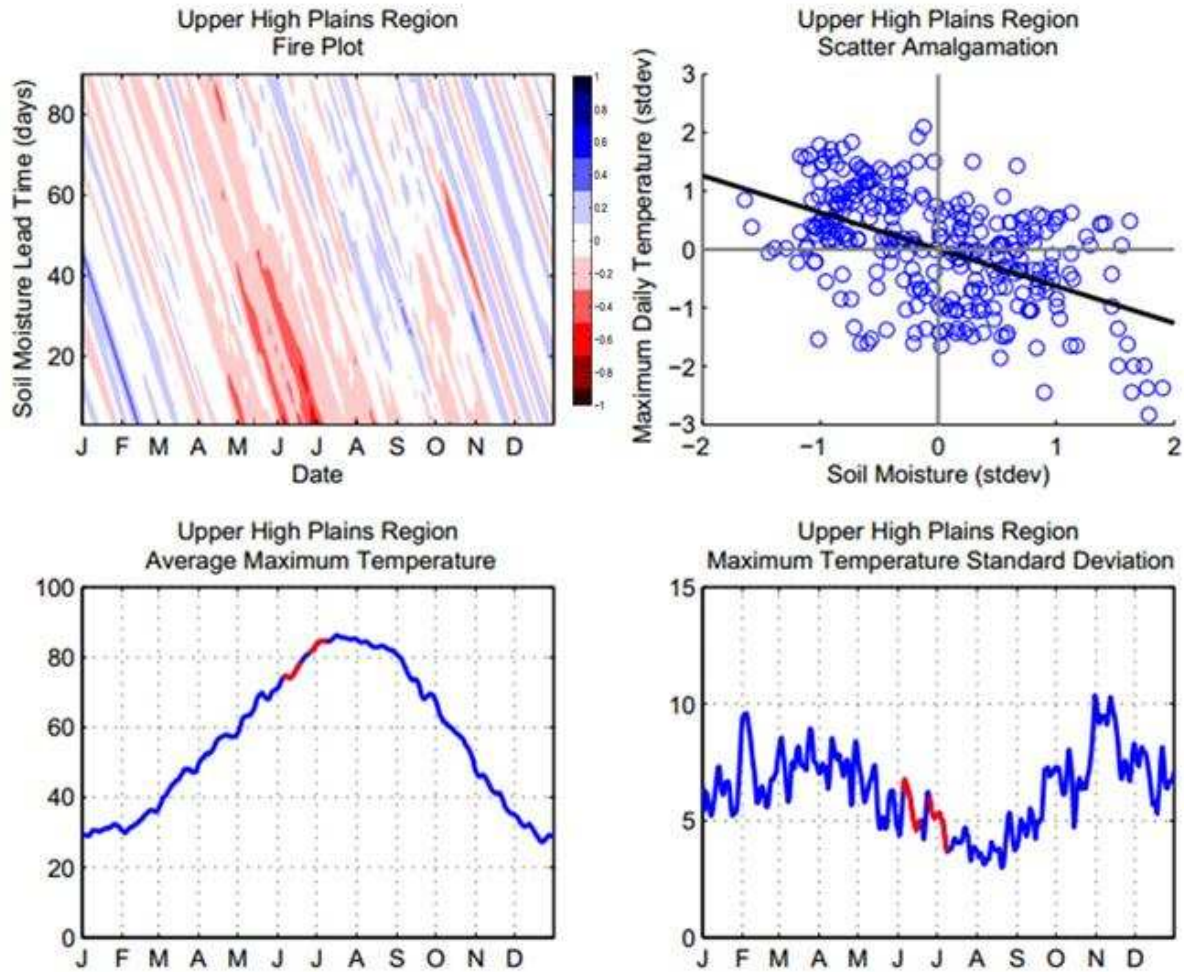 Upper High Plains Region
Fire Plot
Soil Moisture Lead Time (days)
80
60
40
20
1
0.8
0.6
0.4
0.2
0
-0.2
-0.4
-0.6
-0.8
-1
J F M A M J J A S O N D
Date
Upper High Plains Region
Scatter Amalgamation
Maximum Daily Temperature (stdev)
3
2
1
0
−1
−2
−3
−2 −1 0 1 2
Soil Moisture (stdev)
Upper High Plains Region
Average Maximum Temperature
100
80
60
40
20
0
J F M A M J J A S O N D
Upper High Plains Region
Maximum Temperature Standard Deviation
15
10
5
0
J F M A M J J A S O N D